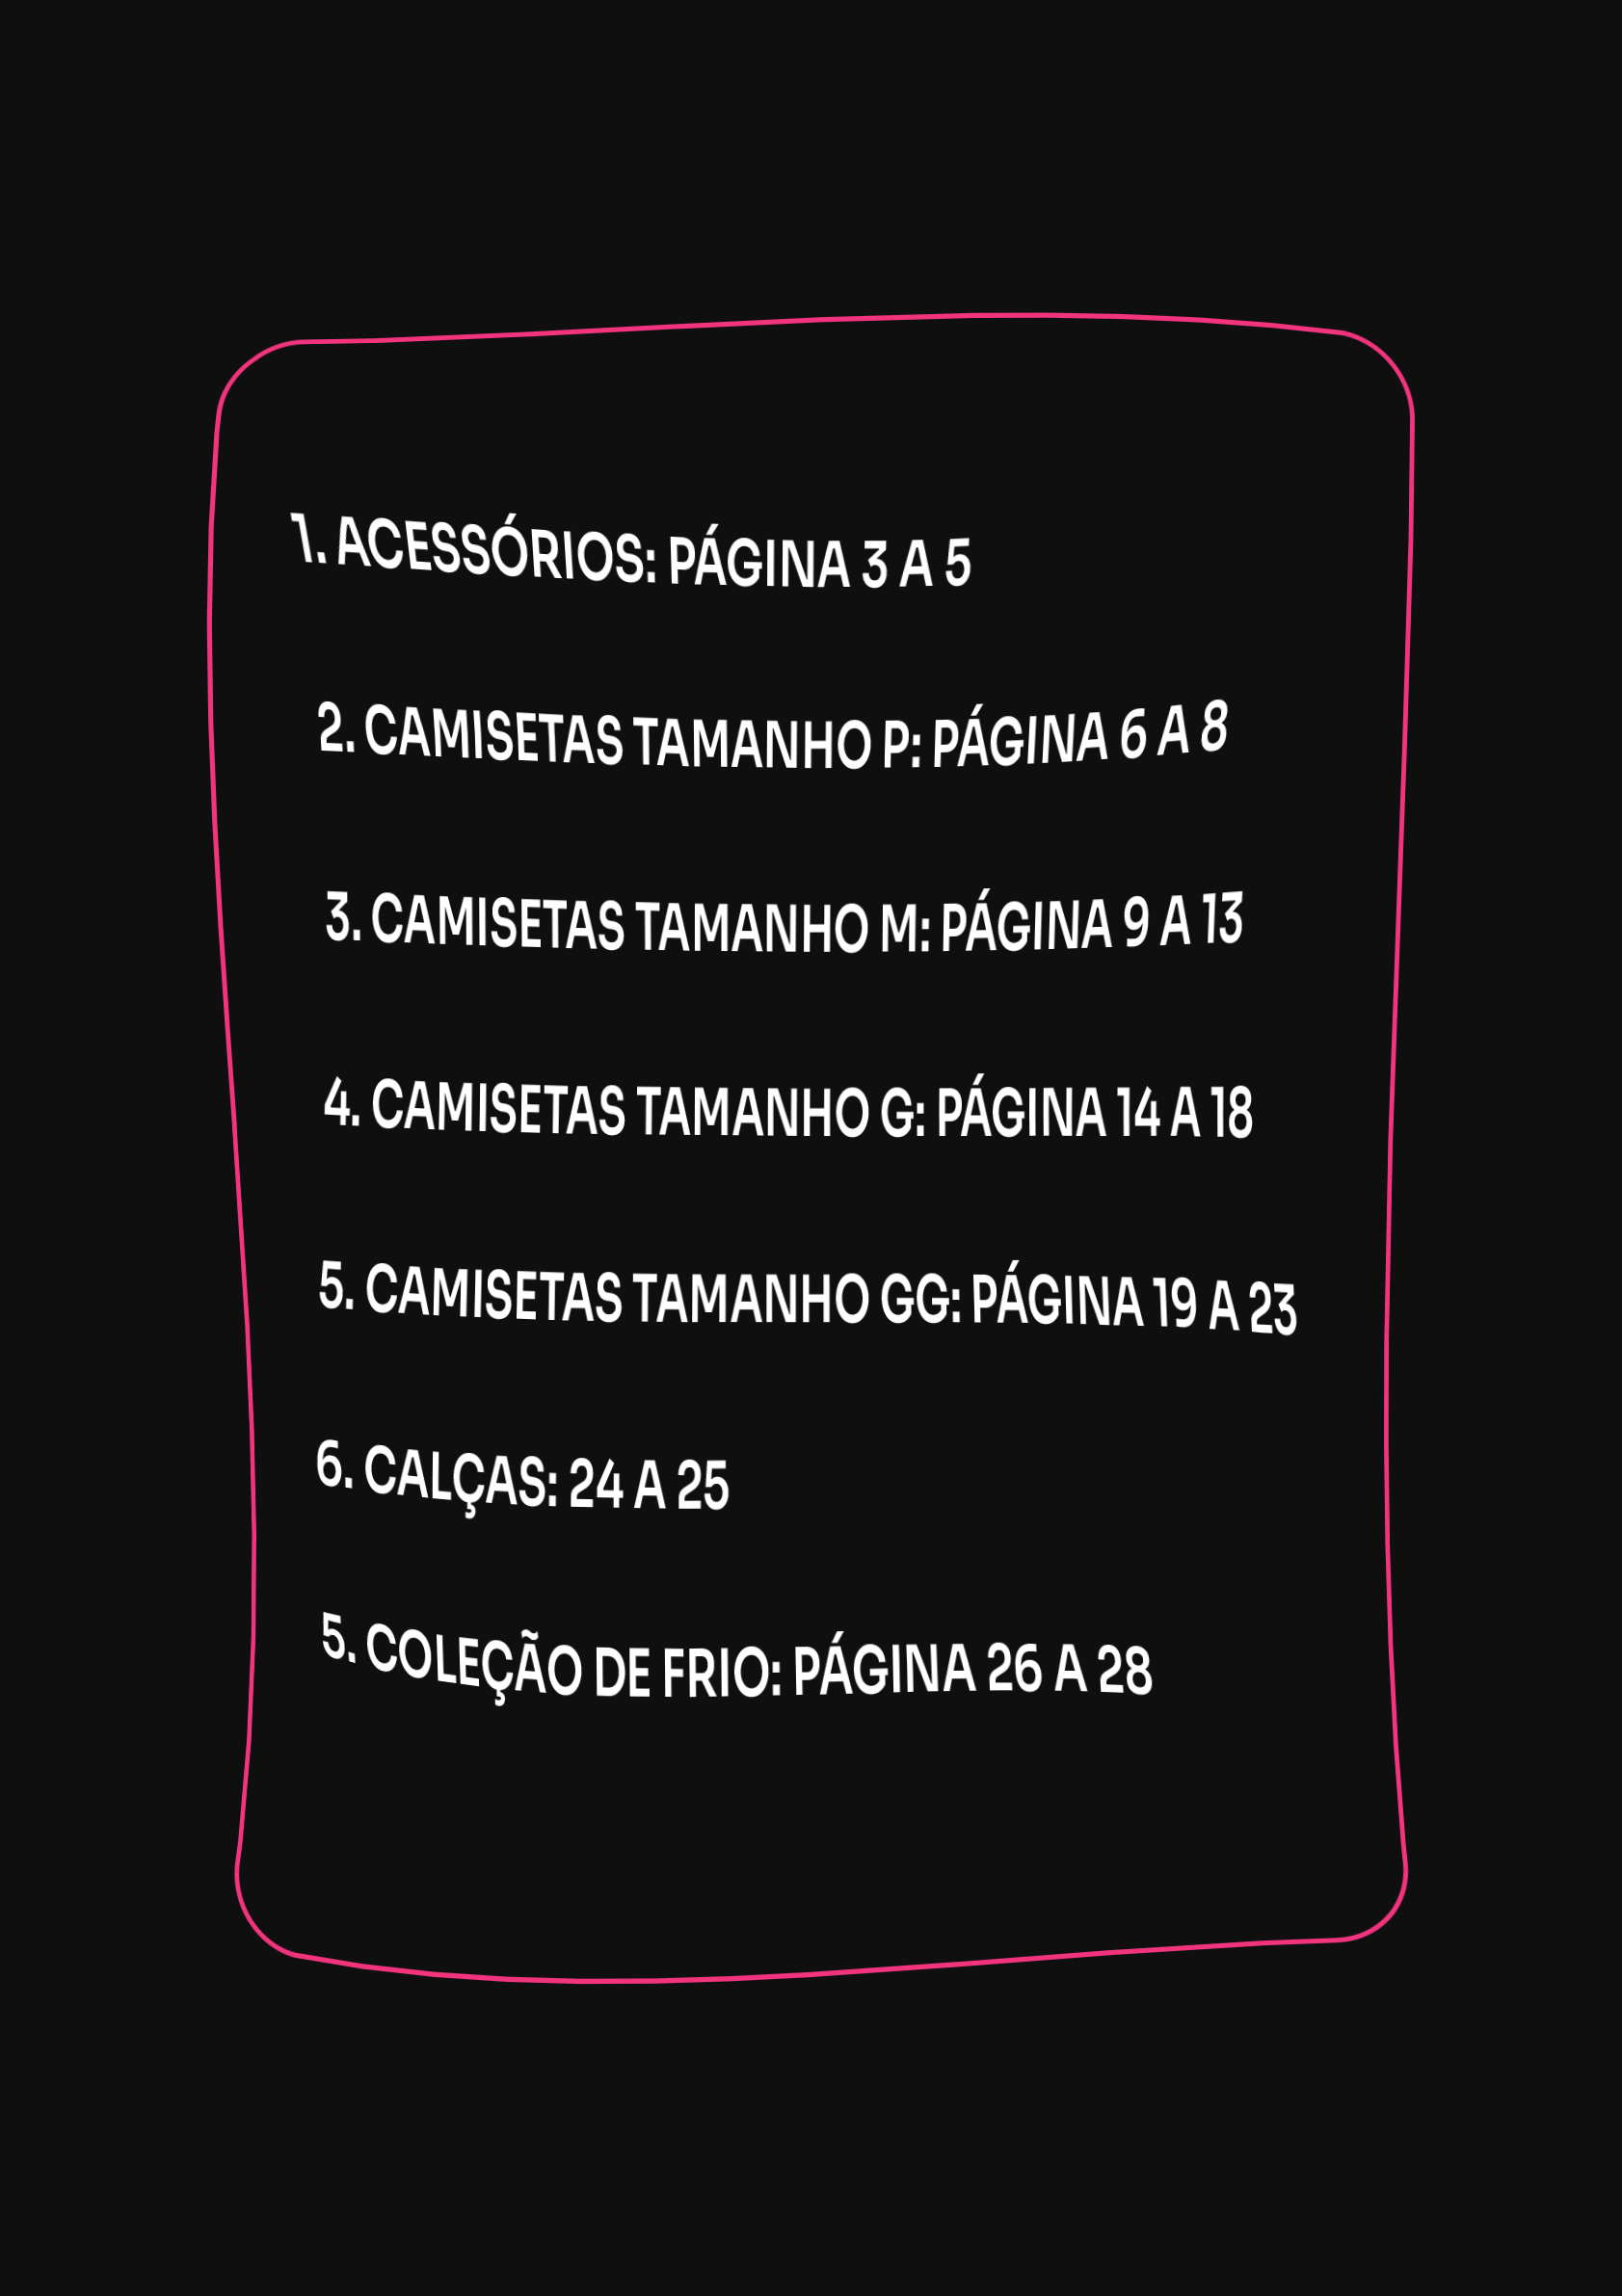 1. ACESSÓRIOS: PÁGINA 3 A 5
2. CAMISETAS TAMANHO P: PÁGINA 6 A 8
3. CAMISETAS TAMANHO M: PÁGINA 9 A 13
4. CAMISETAS TAMANHO G: PÁGINA 14 A 18
5. CAMISETAS TAMANHO GG: PÁGINA 19 A 23
6. CALÇAS: 24 A 25
5. COLEÇÃO DE FRIO: PÁGINA 26 A 28